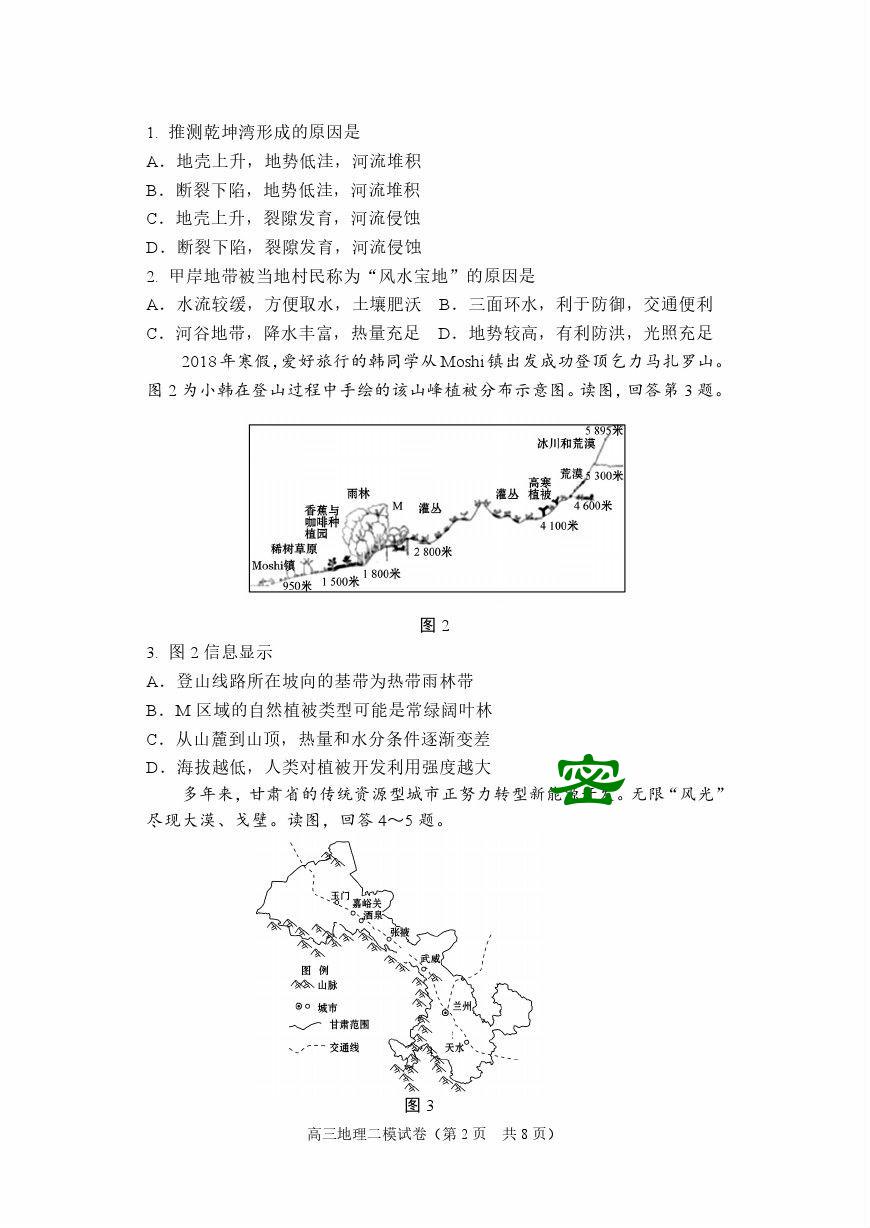 1. 推测乾坤湾形成的原因是
A．地壳上升，地势低洼，河流堆积
B．断裂下陷，地势低洼，河流堆积
C．地壳上升，裂隙发育，河流侵蚀
D．断裂下陷，裂隙发育，河流侵蚀
2. 甲岸地带被当地村民称为“风水宝地”的原因是
A．水流较缓，方便取水，土壤肥沃 B．三面环水，利于防御，交通便利
C．河谷地带，降水丰富，热量充足 D．地势较高，有利防洪，光照充足
2018年寒假，爱好旅行的韩同学从Moshi镇出发成功登顶乞力马扎罗山。
图2为小韩在登山过程中手绘的该山峰植被分布示意图。读图，回答第3题。
5 895米
冰川和荒漠
荒漠 5 300米
高寒植被
4 600米
灌丛
4 100米
雨林
M
灌丛
香蕉与咖啡种植园
2 800米
稀树草原
Moshi镇
1 800米
1 500米
950米
图2
3. 图2信息显示
A．登山线路所在坡向的基带为热带雨林带
B．M区域的自然植被类型可能是常绿阔叶林
C．从山麓到山顶，热量和水分条件逐渐变差
D．海拔越低，人类对植被开发利用强度越大
密
多年来，甘肃省的传统资源型城市正努力转型新能源开发。无限“风光”
尽现大漠、戈壁。读图，回答4～5题。
玉门
嘉峪关
酒泉
张掖
武威
兰州
天水
图 例
山脉
城市
甘肃范围
交通线
图3
高三地理二模试卷（第2页 共8页）